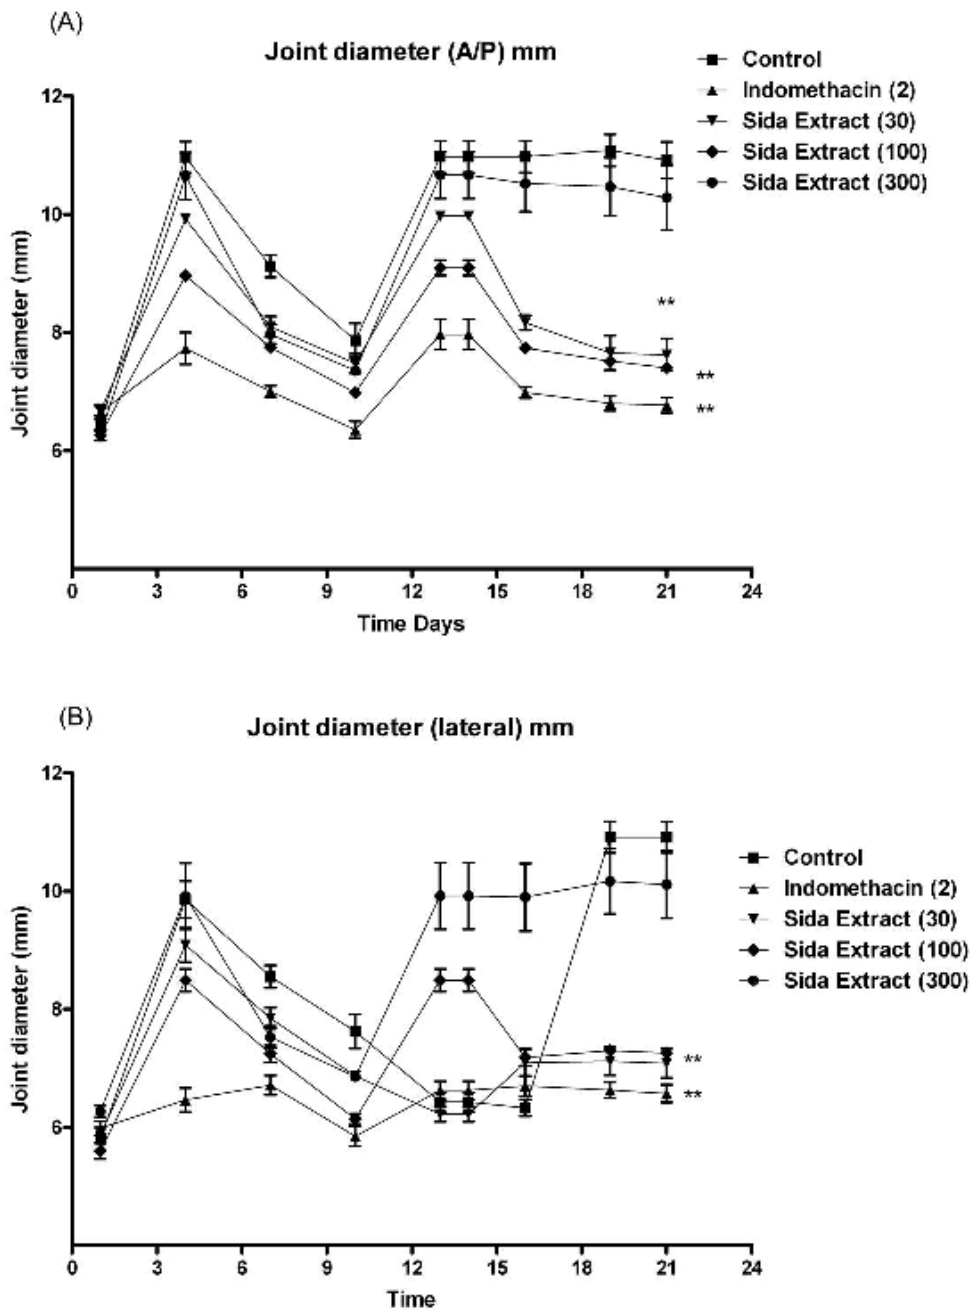 (A)
Joint diameter (A/P) mm
Control
Indomethacin (2)
Sida Extract (30)
Sida Extract (100)
Sida Extract (300)
Joint diameter (mm)
12
10
8
6
**
**
**
0 3 6 9 12 15 18 21 24
Time Days
(B)
Joint diameter (lateral) mm
Control
Indomethacin (2)
Sida Extract (30)
Sida Extract (100)
Sida Extract (300)
Joint diameter (mm)
12
10
8
6
**
**
0 3 6 9 12 15 18 21 24
Time